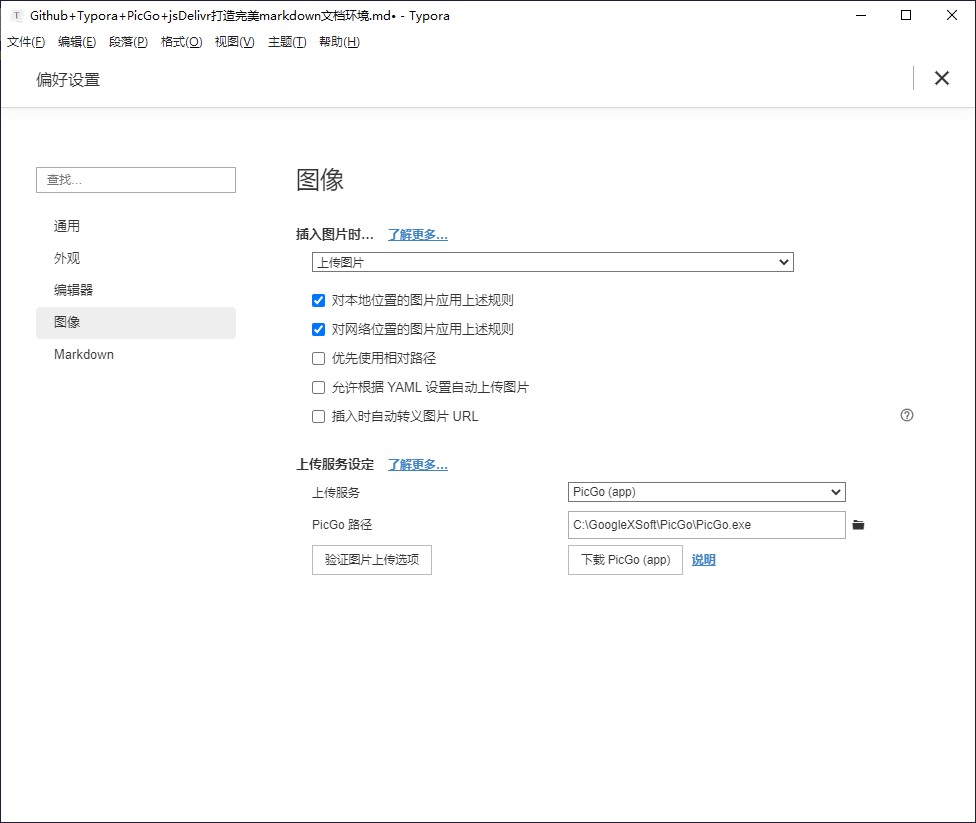 Github+Typora+PicGo+jsDelivr打造完美markdown文档环境.md• - Typora
文件(F) 编辑(E) 段落(P) 格式(O) 视图(V) 主题(T) 帮助(H)
偏好设置
查找...
通用
外观
编辑器
图像
Markdown
图像
插入图片时... 了解更多...
上传图片
对本地位置的图片应用上述规则
对网络位置的图片应用上述规则
优先使用相对路径
允许根据 YAML 设置自动上传图片
插入时自动转义图片 URL
上传服务设定 了解更多...
上传服务 PicGo (app)
PicGo 路径 C:\GoogleXSoft\PicGo\PicGo.exe
验证图片上传选项 下载 PicGo (app) 说明